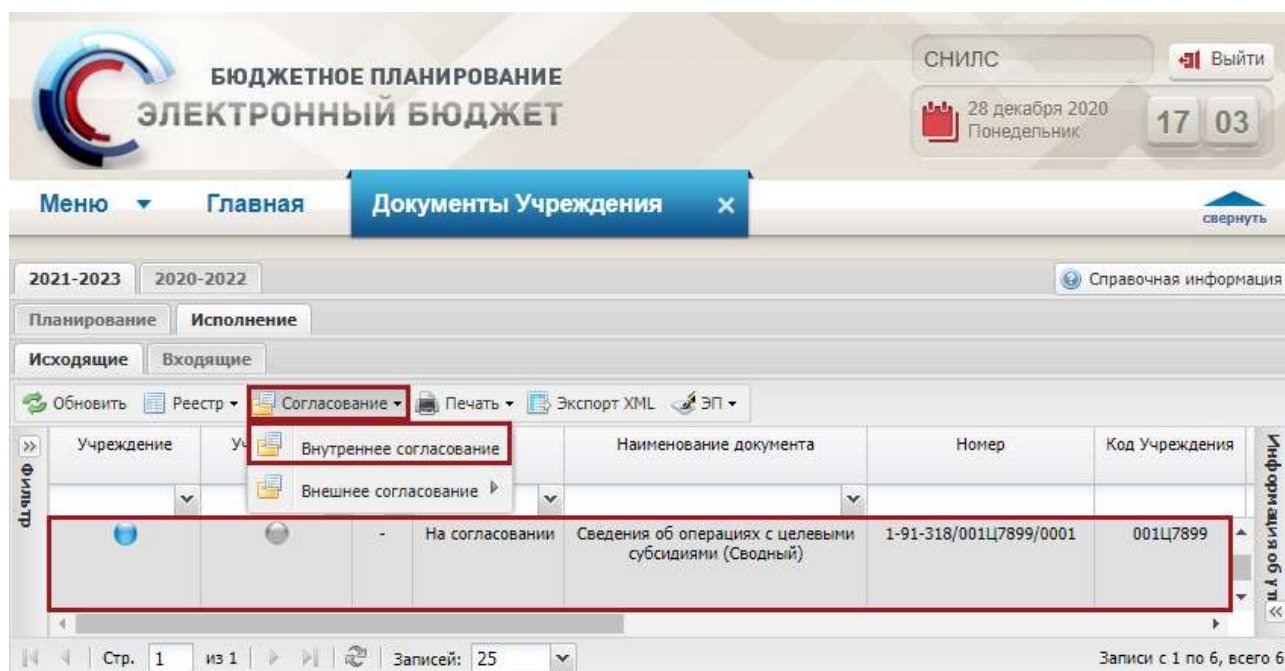 БЮДЖЕТНОЕ ПЛАНИРОВАНИЕ
ЭЛЕКТРОННЫЙ БЮДЖЕТ
СНИЛС
Выйти
28 декабря 2020
Понедельник
17 03
Меню
Главная
Документы Учреждения
свернуть
2021-2023
2020-2022
Справочная информация
Планирование
Исполнение
Исходящие
Входящие
Обновить
Реестр
Согласование
Печать
Экспорт XML
ЭП
Внутреннее согласование
Внешнее согласование
Фильтр
Учреждение
Наименование документа
Номер
Код Учреждения
Информация об
-
На согласовании
Сведения об операциях с целевыми
субсидиями (Сводный)
1-91-318/001Ц7899/0001
001Ц7899
Стр. 1 из 1
Записей: 25
Записи с 1 по 6, всего 6